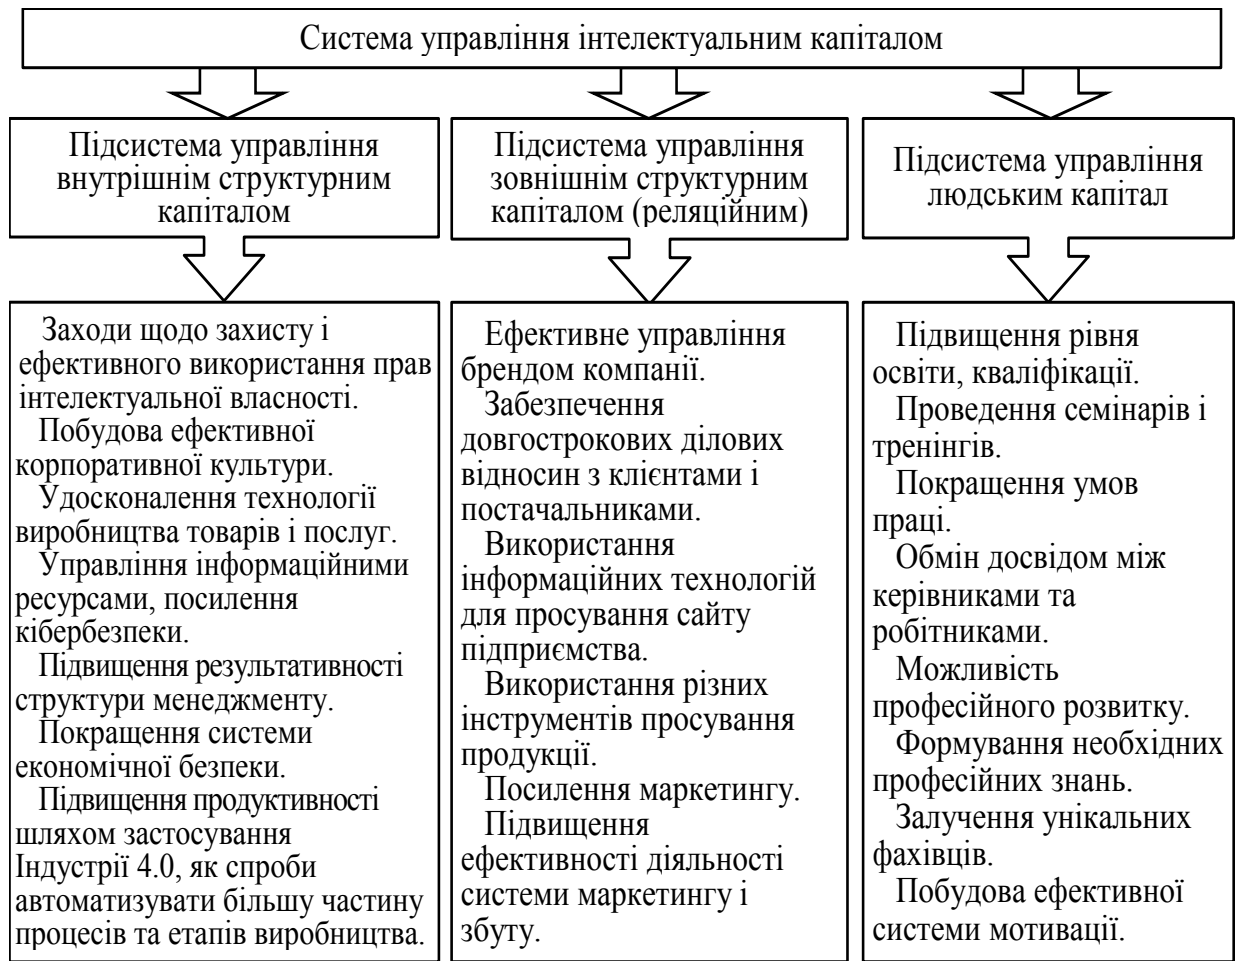 Система управління інтелектуальним капіталом
Підсистема управління
внутрішнім структурним
капіталом
Підсистема управління
зовнішнім структурним
капіталом (реляційним)
Підсистема управління
людським капітал
Заходи щодо захисту і
ефективного використання прав
інтелектуальної власності.
Побудова ефективної
корпоративної культури.
Удосконалення технології
виробництва товарів і послуг.
Управління інформаційними
ресурсами, посилення
кібербезпеки.
Підвищення результативності
структури менеджменту.
Покращення системи
економічної безпеки.
Підвищення продуктивності
шляхом застосування
Індустрії 4.0, як спроби
автоматизувати більшу частину
процесів та етапів виробництва.
Ефективне управління
брендом компанії.
Забезпечення
довгострокових ділових
відносин з клієнтами і
постачальниками.
Використання
інформаційних технологій
для просування сайту
підприємства.
Використання різних
інструментів просування
продукції.
Посилення маркетингу.
Підвищення
ефективності діяльності
системи маркетингу і
збуту.
Підвищення рівня
освіти, кваліфікації.
Проведення семінарів і
тренінгів.
Покращення умов
праці.
Обмін досвідом між
керівниками та
робітниками.
Можливість
професійного розвитку.
Формування необхідних
професійних знань.
Залучення унікальних
фахівців.
Побудова ефективної
системи мотивації.